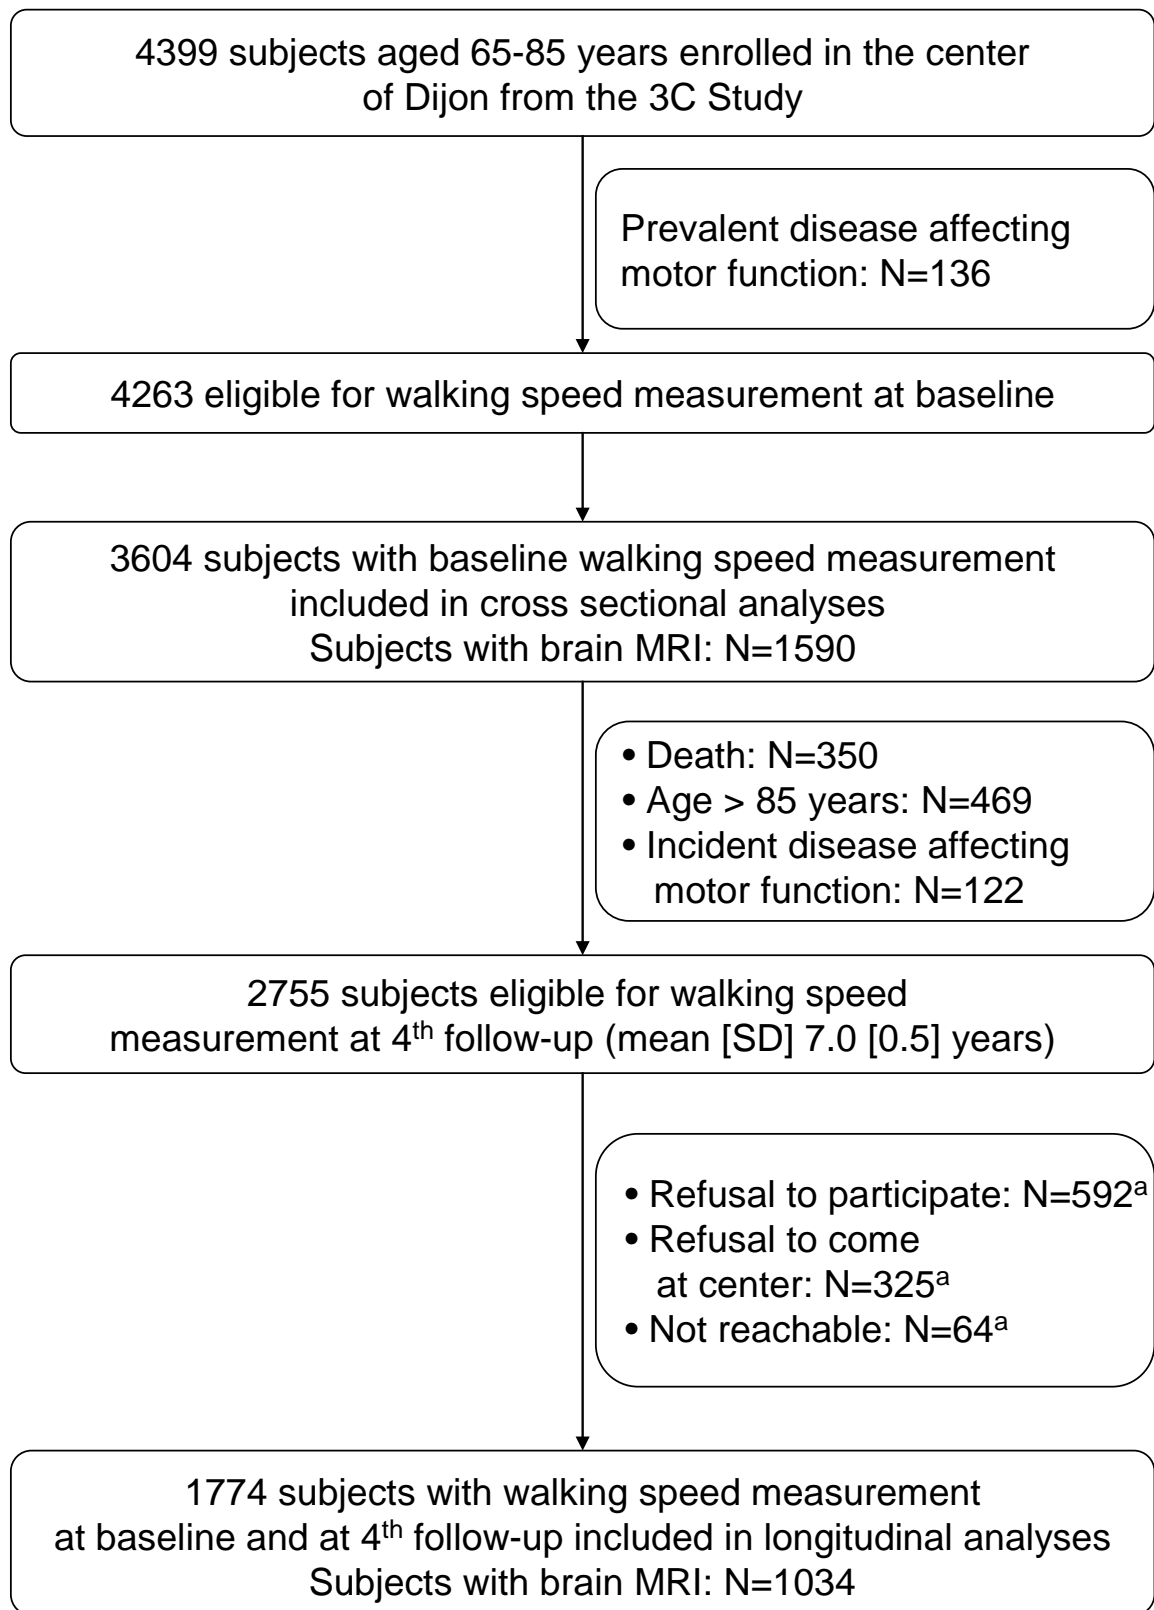 4399 subjects aged 65-85 years enrolled in the center
of Dijon from the 3C Study
Prevalent disease affecting
motor function: N=136
4263 eligible for walking speed measurement at baseline
3604 subjects with baseline walking speed measurement
included in cross sectional analyses
Subjects with brain MRI: N=1590
• Death: N=350
• Age > 85 years: N=469
• Incident disease affecting
motor function: N=122
2755 subjects eligible for walking speed
measurement at 4th follow-up (mean [SD] 7.0 [0.5] years)
• Refusal to participate: N=592a
• Refusal to come
at center: N=325a
• Not reachable: N=64a
1774 subjects with walking speed measurement
at baseline and at 4th follow-up included in longitudinal analyses
Subjects with brain MRI: N=1034